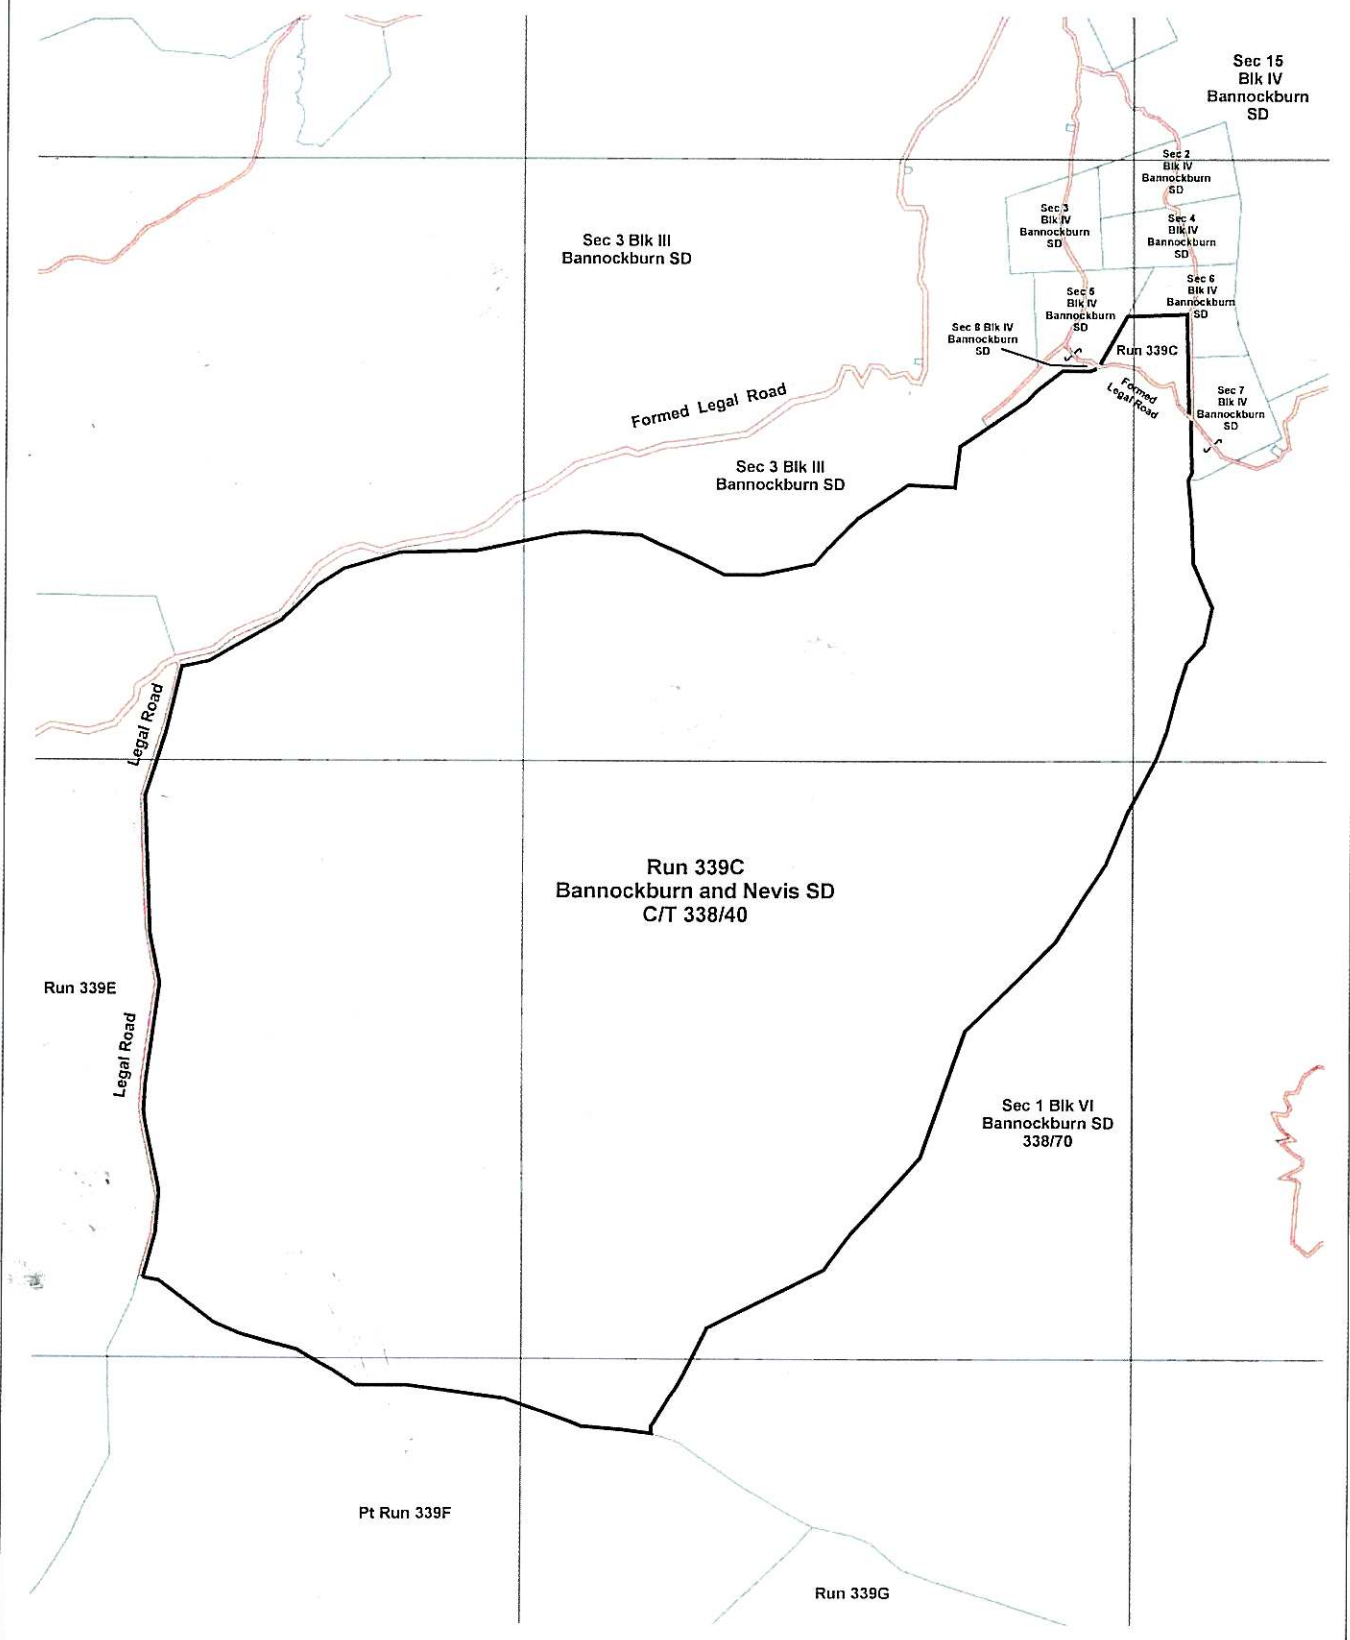 Sec 15
Blk IV
Bannockburn
SD
Sec 2
Blk IV
Bannockburn
SD
Sec 3
Blk IV
Bannockburn
SD
Sec 4
Blk IV
Bannockburn
SD
Sec 3 Blk III
Bannockburn SD
Sec 5
Blk IV
Bannockburn
SD
Sec 6
Blk IV
Bannockburn
SD
Sec 8 Blk IV
Bannockburn
SD
Run 339C
Formed
Legal Road
Sec 7
Blk IV
Bannockburn
SD
Formed Legal Road
Sec 3 Blk III
Bannockburn SD
Legal Road
Run 339C
Bannockburn and Nevis SD
C/T 338/40
Run 339E
Legal Road
Sec 1 Blk VI
Bannockburn SD
338/70
Pt Run 339F
Run 339G